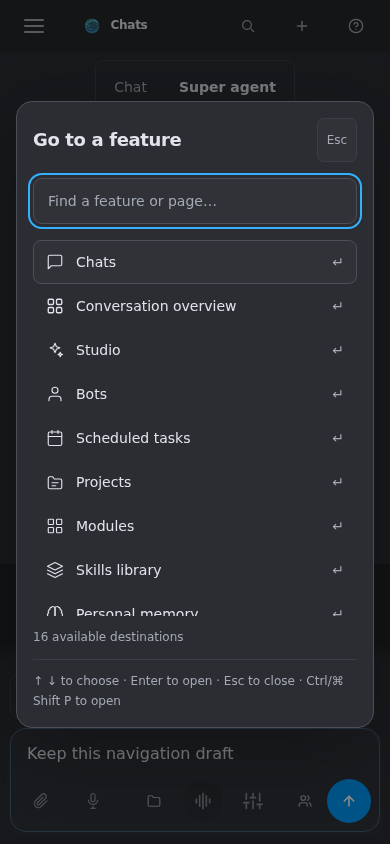 Chats
Chat
Super agent
Go to a feature
Esc
Find a feature or page...
Chats
Conversation overview
Studio
Bots
Scheduled tasks
Projects
Modules
Skills library
Personal memory
16 available destinations
↑ ↓ to choose · Enter to open · Esc to close · Ctrl/⌘
Shift P to open
Keep this navigation draft